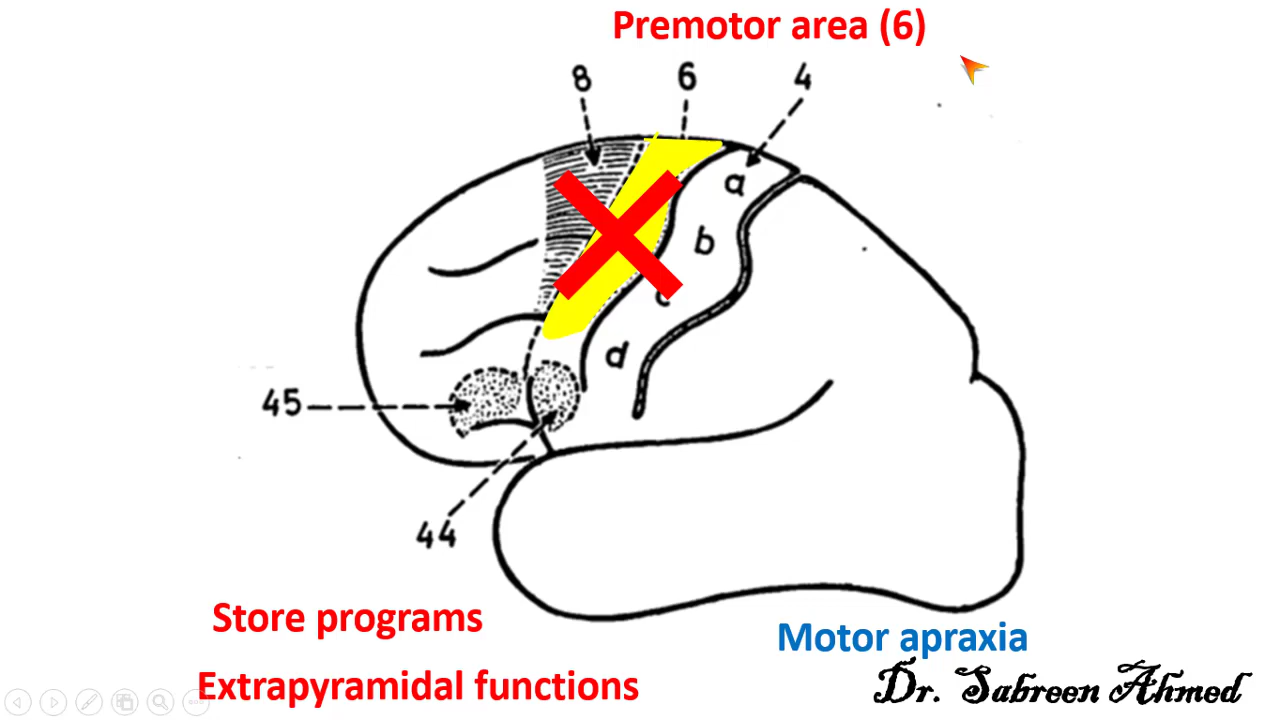 Premotor area (6)
8
6
4
a
b
c
d
45
44
Store programs
Motor apraxia
Extrapyramidal functions
Dr. Sabreen Ahmed